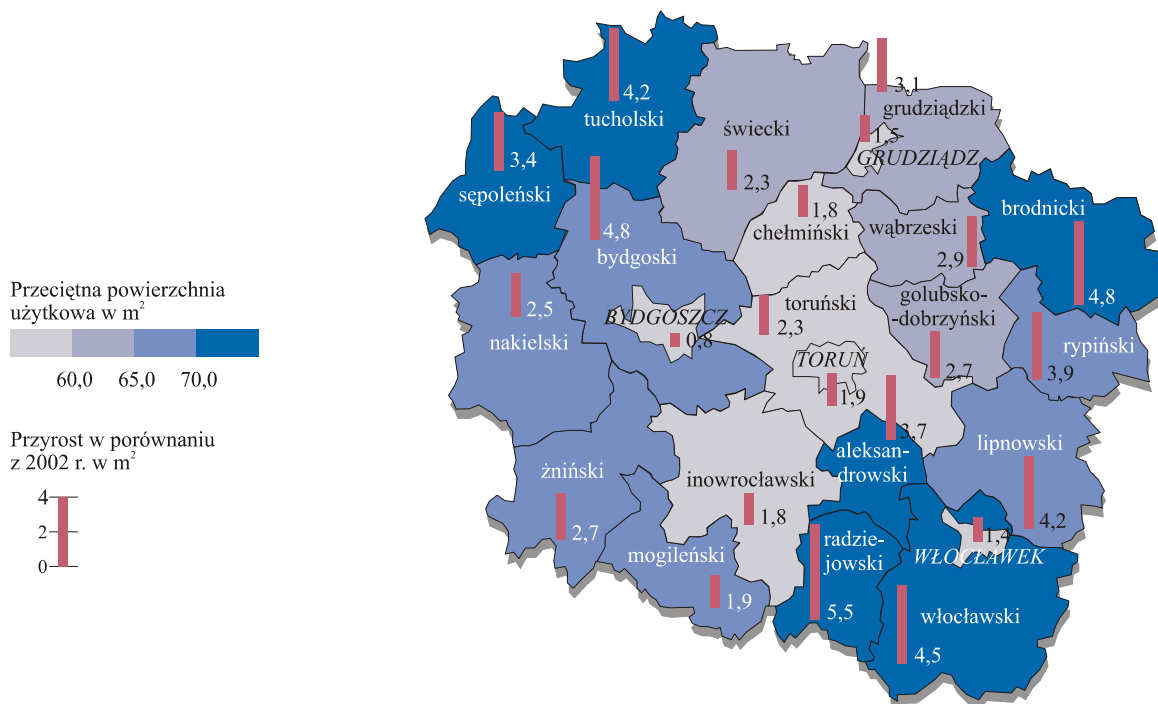 Przeciętna powierzchnia
użytkowa w m²
60,0 65,0 70,0
Przyrost w porównaniu
z 2002 r. w m²
4
2
0
4,2
tucholski
3,4
sępoleński
świecki
2,3
3,1
grudziądzki
1,5
GRUDZIĄDZ
4,8
bydgoski
1,8
chełmiński
wąbrzeski
2,9
brodnicki
4,8
2,5
nakielski
BYDGOSZCZ
0,8
toruński
2,3
TORUŃ
1,9
golubsko-
-dobrzyński
2,7
rypiński
3,9
3,7
aleksan-
drowski
lipnowski
4,2
żniński
2,7
inowrocławski
1,8
mogileński
1,9
radzie-
jowski
5,5
1,4
WŁOCŁAWEK
włocławski
4,5